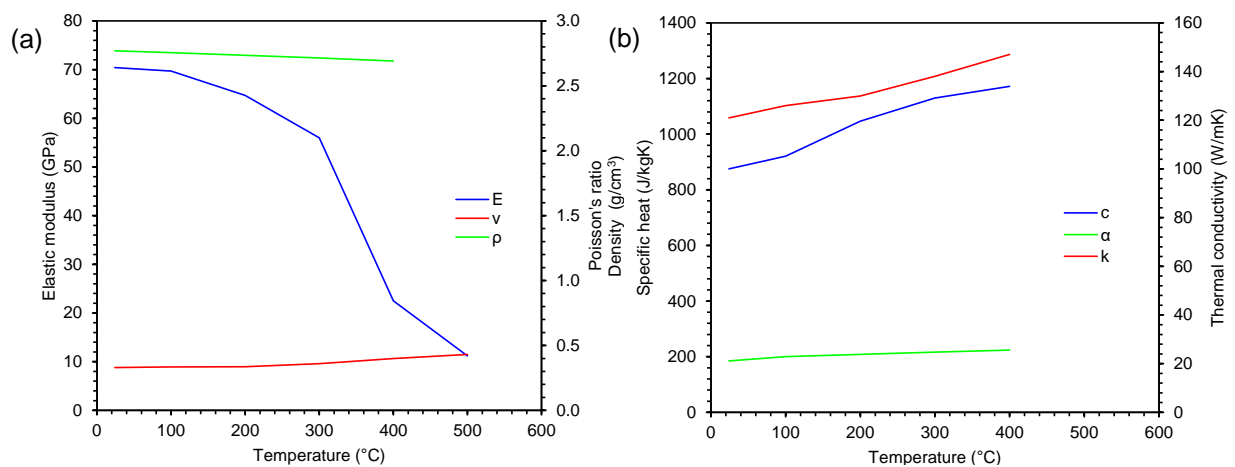 (a)
80
70
60
50
40
30
20
10
0
Elastic modulus (GPa)
3.0
2.5
2.0
1.5
1.0
0.5
0.0
Poisson's ratio
Density (g/cm³)
E
v
ρ
0 100 200 300 400 500 600
Temperature (°C)
(b)
1400
1200
1000
800
600
400
200
0
Specific heat (J/kgK)
160
140
120
100
80
60
40
20
0
Thermal conductivity (W/mK)
c
α
k
0 100 200 300 400 500 600
Temperature (°C)